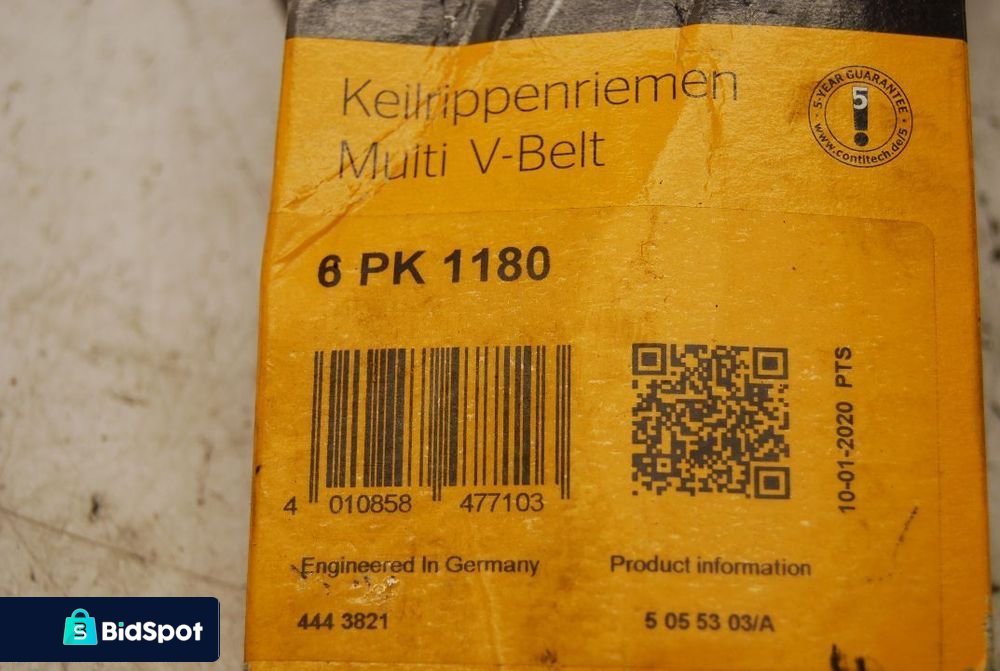 Keilrippenriemen
Multi V-Belt
5-YEAR GUARANTEE
5
www.contitech.de/5
6 PK 1180
10-01-2020 PTS
4 010858 477103
Engineered In Germany
Product information
444 3821
5 05 53 03/A
BidSpot